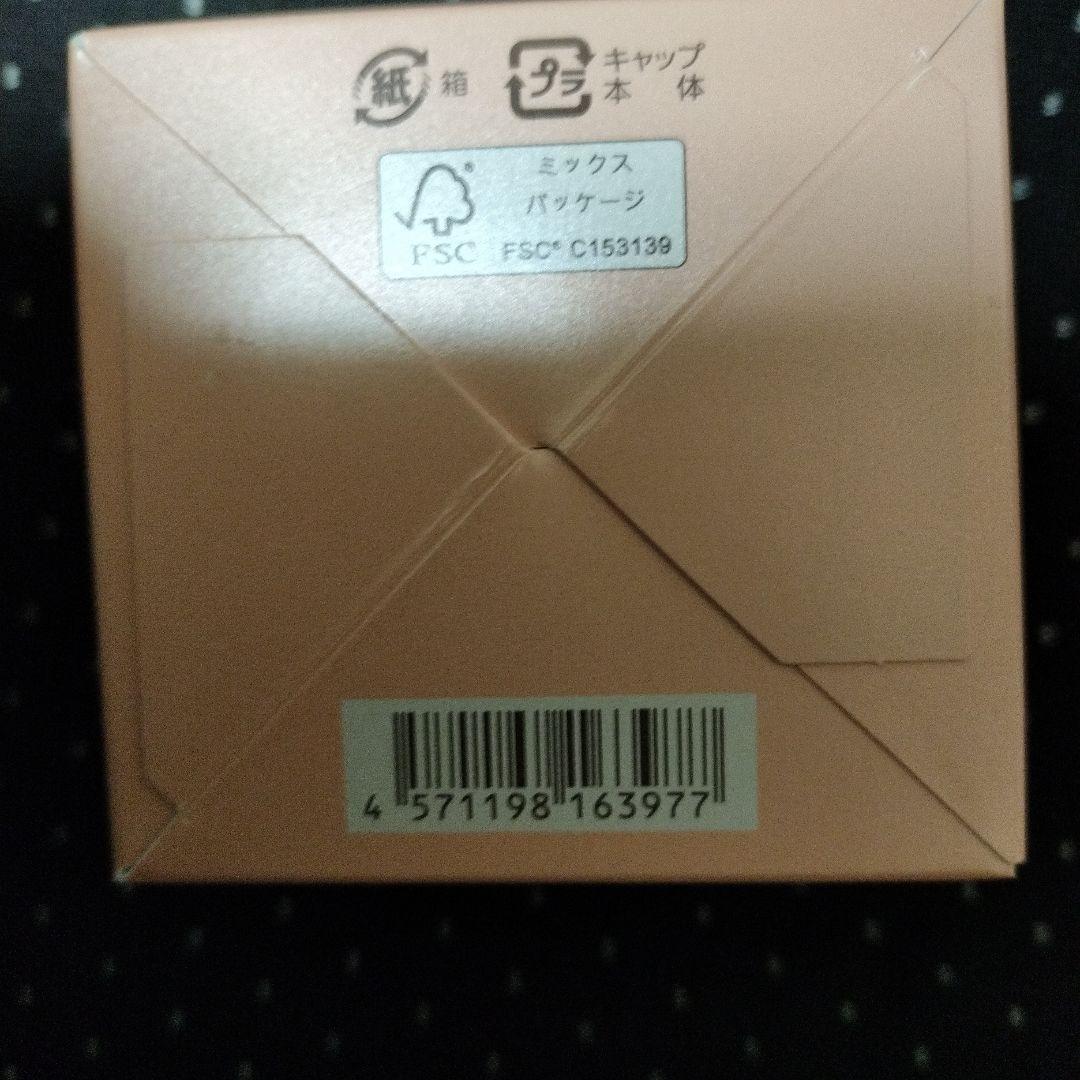 紙 箱 プラ キャップ
本 体
ミックス
パッケージ
FSC® FSC® C153139
4 571198 163977